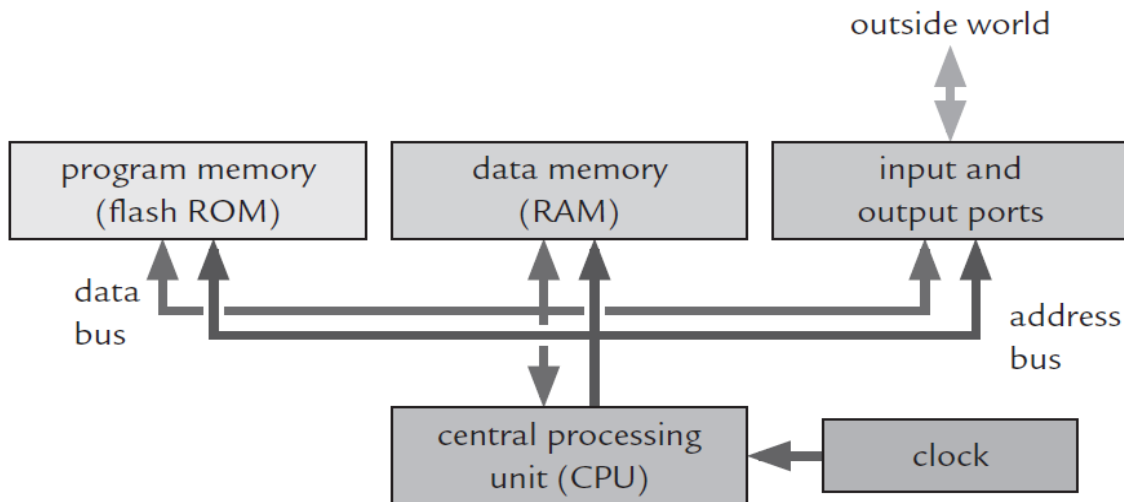 outside world
program memory
(flash ROM)
data memory
(RAM)
input and
output ports
data
bus
address
bus
central processing
unit (CPU)
clock